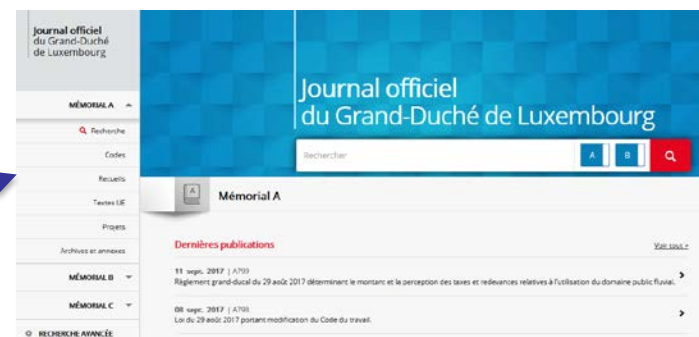 Journal officiel
du Grand-Duché
de Luxembourg
MÉMORIAL A
Recherche
Codes
Recueils
Textes UE
Projets
Archives et annexes
MÉMORIAL B
MÉMORIAL C
RECHERCHE AVANCÉE
Journal officiel
du Grand-Duché de Luxembourg
Rechercher
A B
A
Mémorial A
Dernières publications
Voir tout >
11 sept. 2017 | A799
Règlement grand-ducal du 29 août 2017 déterminant le montant et la perception des taxes et redevances relatives à l'utilisation du domaine public fluvial.
08 sept. 2017 | A798
Loi du 29 août 2017 portant modification du Code du travail.